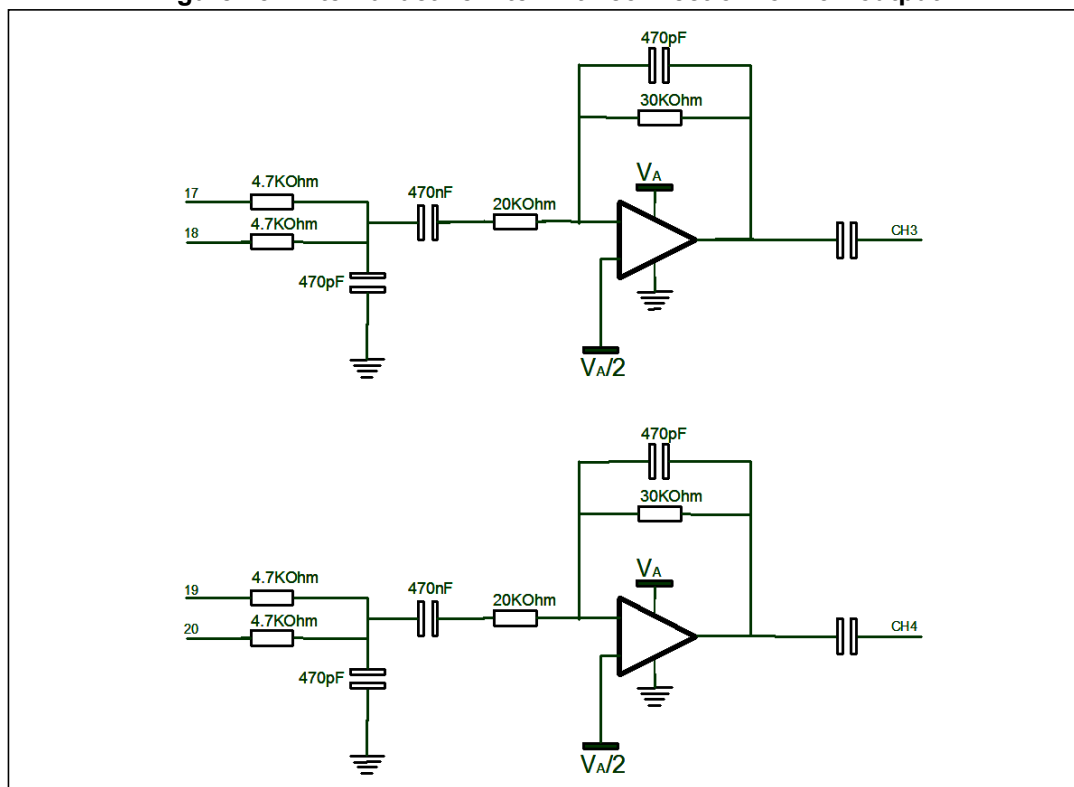 470pF
30KOhm
VA
17
4.7KOhm
470nF
20KOhm
18
4.7KOhm
CH3
470pF
VA/2
470pF
30KOhm
VA
19
4.7KOhm
470nF
20KOhm
20
4.7KOhm
CH4
470pF
VA/2